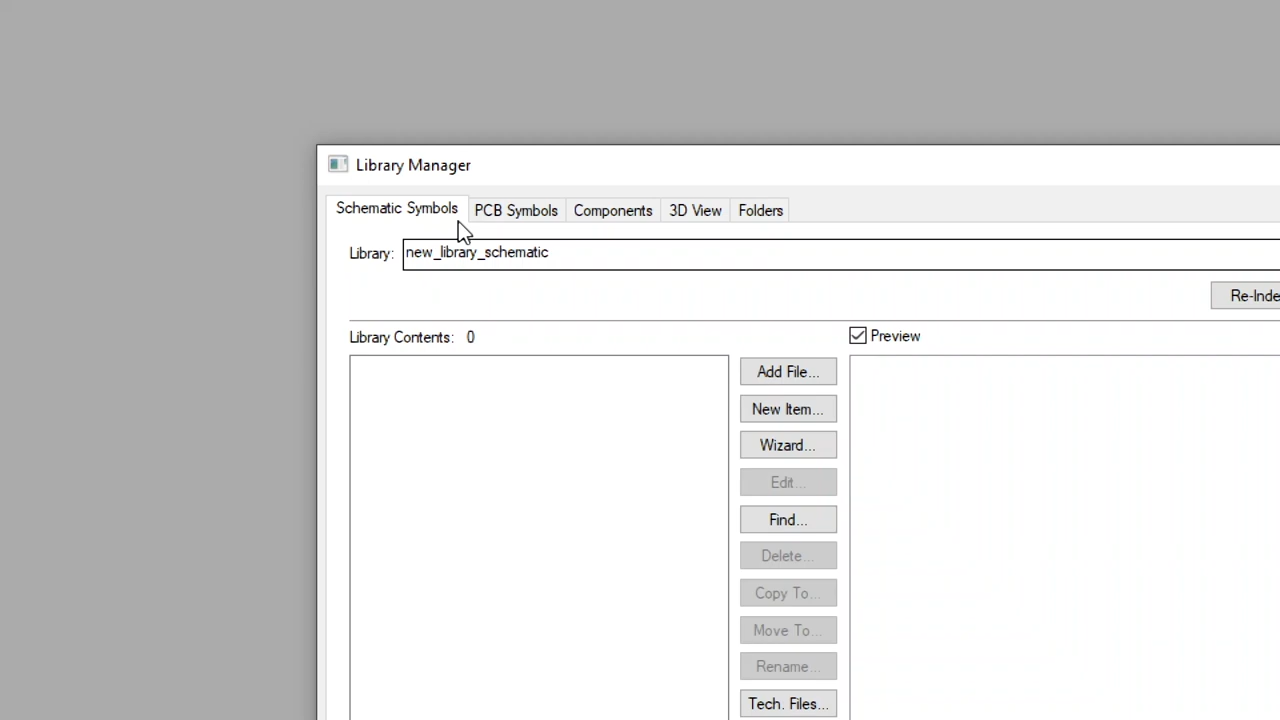 Library Manager
Schematic Symbols PCB Symbols Components 3D View Folders
Library: new_library_schematic
Library Contents: 0 Preview
Add File...
New Item...
Wizard...
Edit...
Find...
Delete...
Copy To...
Move To...
Rename...
Tech. Files...